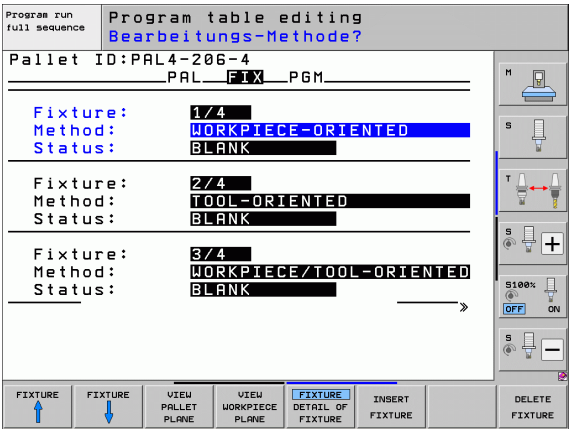 Program run
full sequence
Program table editing
Bearbeitungs-Methode?
Pallet ID:PAL4-206-4
PAL FIX PGM
Fixture: 1/4
Method: WORKPIECE-ORIENTED
Status: BLANK
Fixture: 2/4
Method: TOOL-ORIENTED
Status: BLANK
Fixture: 3/4
Method: WORKPIECE/TOOL-ORIENTED
Status: BLANK
»
M
S
T
S
+
S100%
OFF ON
S
−
FIXTURE
FIXTURE
VIEW
PALLET
PLANE
VIEW
WORKPIECE
PLANE
FIXTURE
DETAIL OF
FIXTURE
INSERT
FIXTURE
DELETE
FIXTURE